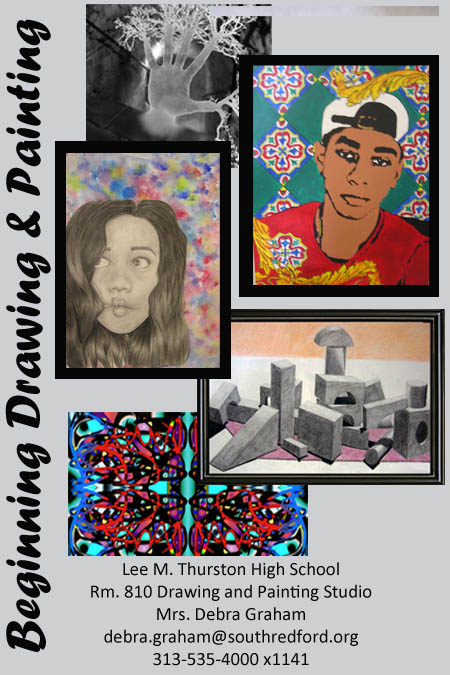 Beginning Drawing & Painting
Lee M. Thurston High School
Rm. 810 Drawing and Painting Studio
Mrs. Debra Graham
debra.graham@southredford.org
313-535-4000 x1141